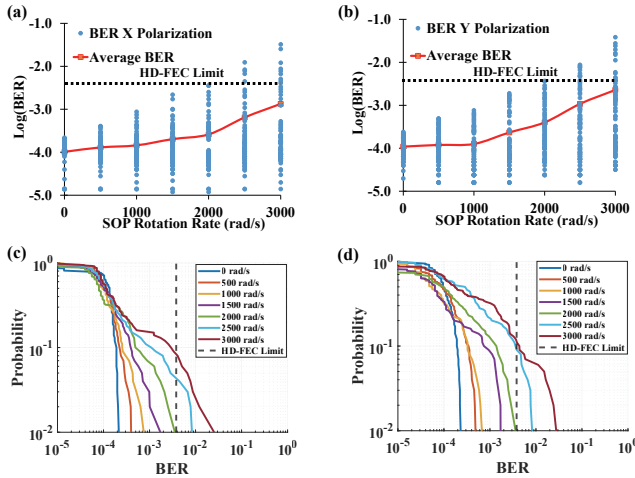 (a)
BER X Polarization
Average BER
HD-FEC Limit
Log(BER)
-1.0
-2.0
-3.0
-4.0
-5.0
0
1000
2000
3000
SOP Rotation Rate (rad/s)
(b)
BER Y Polarization
Average BER
HD-FEC Limit
Log(BER)
-1.0
-2.0
-3.0
-4.0
-5.0
0
1000
2000
3000
SOP Rotation Rate (rad/s)
(c)
0 rad/s
500 rad/s
1000 rad/s
1500 rad/s
2000 rad/s
2500 rad/s
3000 rad/s
HD-FEC Limit
Probability
10^0
10^-1
10^-2
10^-5
10^-4
10^-3
10^-2
10^-1
10^0
BER
(d)
0 rad/s
500 rad/s
1000 rad/s
1500 rad/s
2000 rad/s
2500 rad/s
3000 rad/s
HD-FEC Limit
Probability
10^0
10^-1
10^-2
10^-5
10^-4
10^-3
10^-2
10^-1
10^0
BER